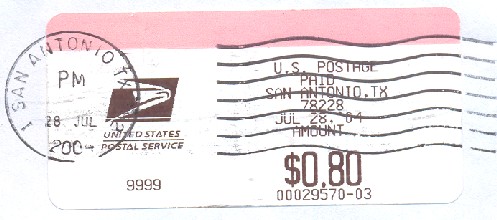 SAN ANTONIO TX
PM
28 JUL
2004
UNITED STATES
POSTAL SERVICE
9999
U.S. POSTAGE
PAID
SAN ANTONIO,TX
78228
JUL 28,'04
AMOUNT
$0.80
00029570-03